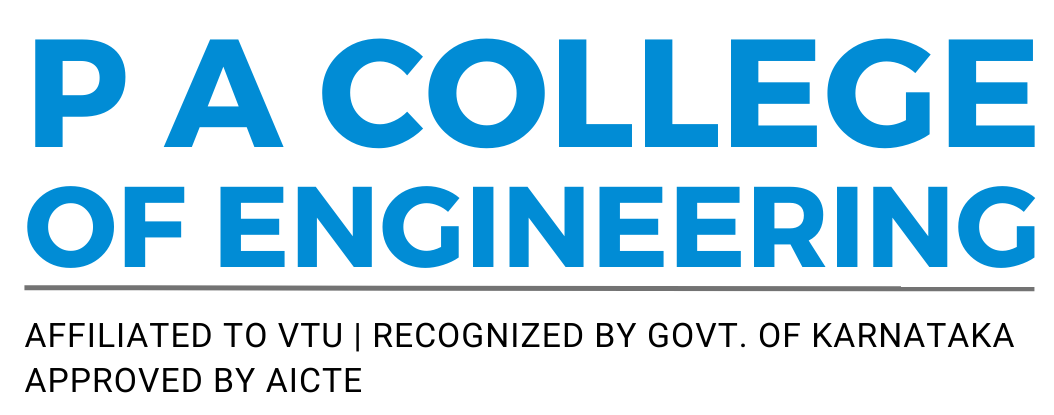 P A COLLEGE
OF ENGINEERING
AFFILIATED TO VTU | RECOGNIZED BY GOVT. OF KARNATAKA
APPROVED BY AICTE